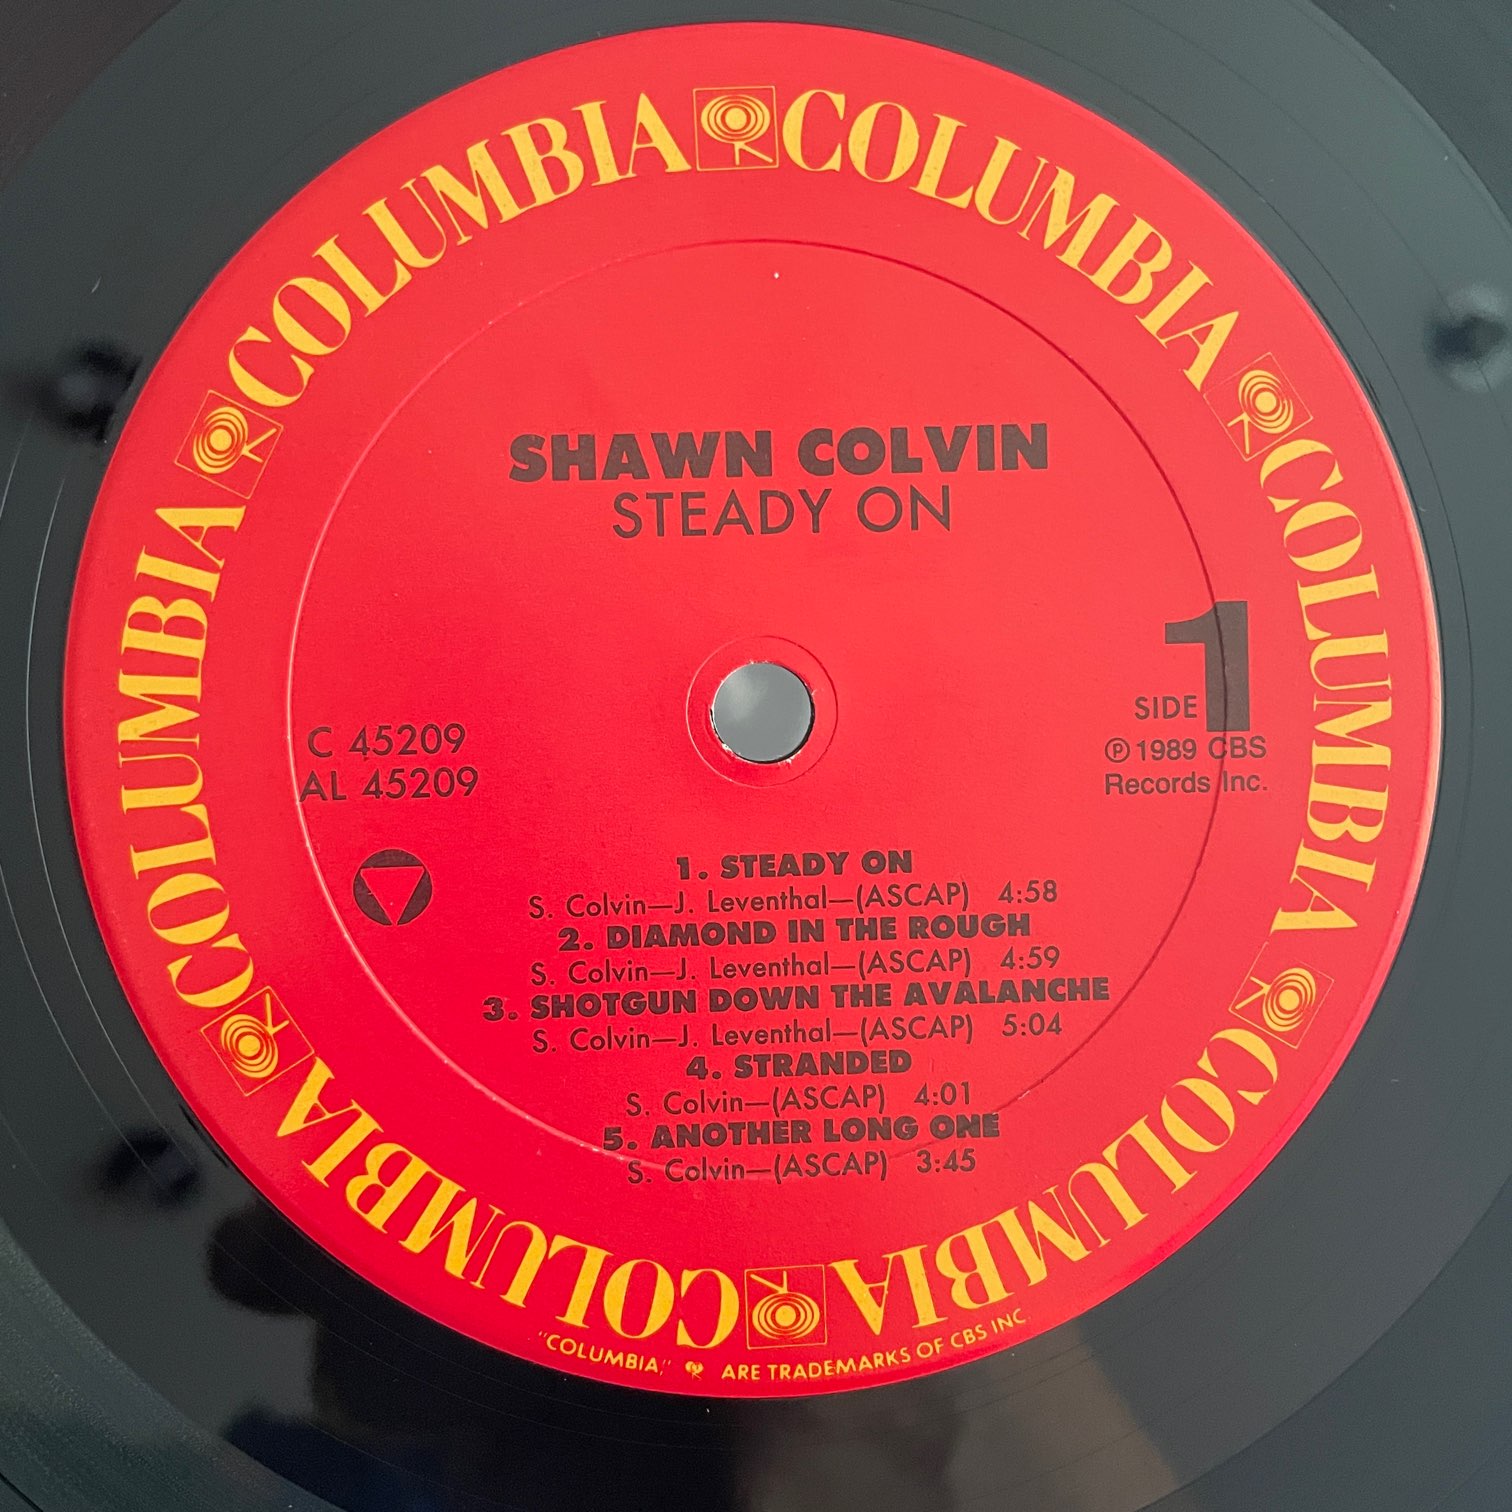 COLUMBIA COLUMBIA COLUMBIA COLUMBIA COLUMBIA COLUMBIA
SHAWN COLVIN
STEADY ON
SIDE 1
C 45209
AL 45209
℗ 1989 CBS
Records Inc.
1. STEADY ON
S. Colvin—J. Leventhal—(ASCAP) 4:58
2. DIAMOND IN THE ROUGH
S. Colvin—J. Leventhal—(ASCAP) 4:59
3. SHOTGUN DOWN THE AVALANCHE
S. Colvin—J. Leventhal—(ASCAP) 5:04
4. STRANDED
S. Colvin—(ASCAP) 4:01
5. ANOTHER LONG ONE
S. Colvin—(ASCAP) 3:45
"COLUMBIA," ARE TRADEMARKS OF CBS INC.